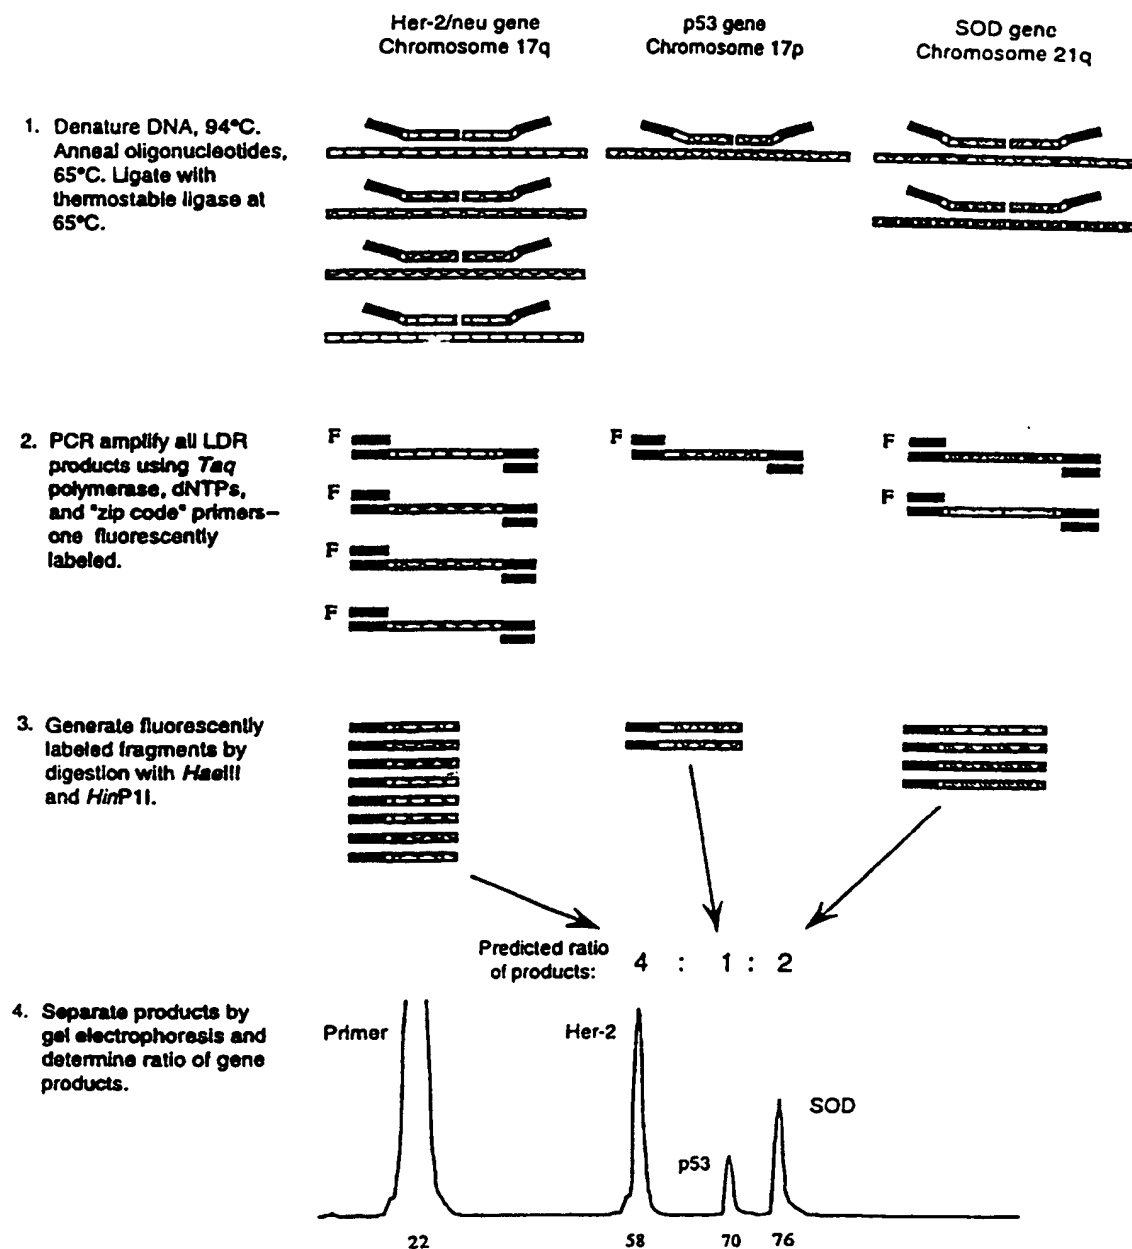 Her-2/neu gene
Chromosome 17q
p53 gene
Chromosome 17p
SOD genc
Chromosome 21q
1. Denature DNA, 94°C.
Anneal oligonucleotides,
65°C. Ligate with
thermostable ligase at
65°C.
2. PCR amplify all LDR
products using Taq
polymerase, dNTPs,
and "zip code" primers–
one fluorescently
labeled.
F
F
F
F
F
F
F
3. Generate fluorescently
labeled fragments by
digestion with HaeIII
and HinP1I.
Predicted ratio
of products:
4 : 1 : 2
4. Separate products by
gel electrophoresis and
determine ratio of gene
products.
Primer
Her-2
p53
SOD
22
58
70
76